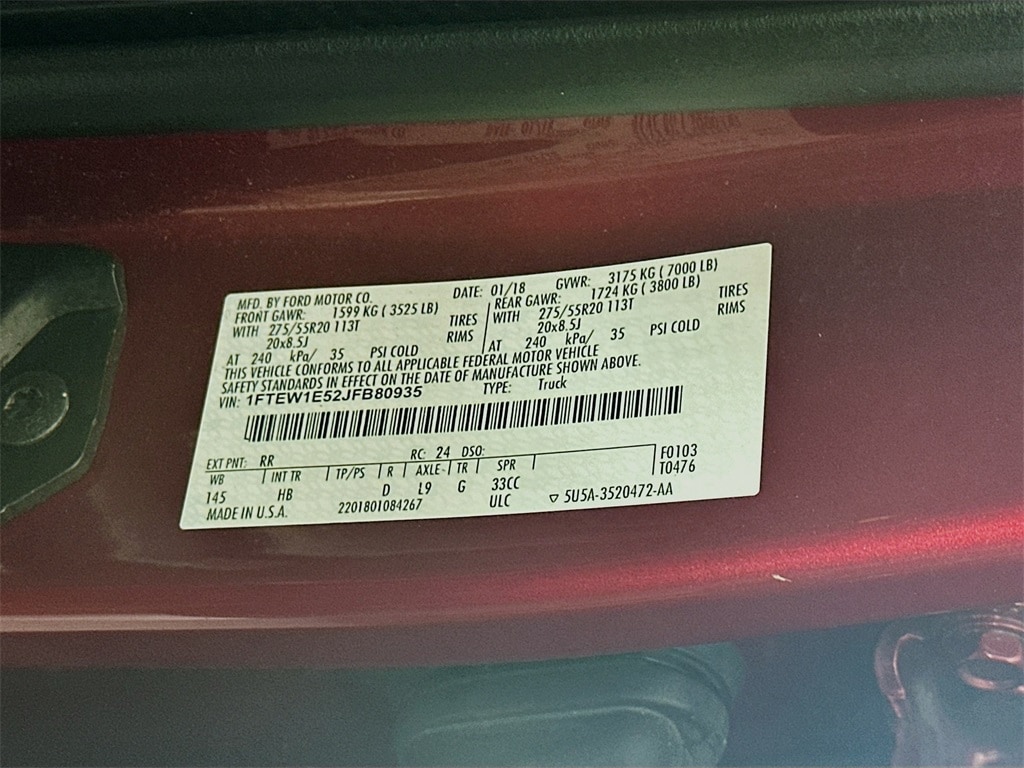 MFD. BY FORD MOTOR CO. DATE: 01/18 GVWR: 3175 KG ( 7000 LB)
FRONT GAWR: 1599 KG ( 3525 LB) REAR GAWR: 1724 KG ( 3800 LB)
WITH 275/55R20 113T TIRES WITH 275/55R20 113T TIRES
20x8.5J RIMS 20x8.5J RIMS
AT 240 kPa/ 35 PSI COLD AT 240 kPa/ 35 PSI COLD
THIS VEHICLE CONFORMS TO ALL APPLICABLE FEDERAL MOTOR VEHICLE
SAFETY STANDARDS IN EFFECT ON THE DATE OF MANUFACTURE SHOWN ABOVE.
VIN: 1FTEW1E52JFB80935 TYPE: Truck
EXT PNT: RR RC: 24 DSO: F0103
WB INT TR TP/PS R AXLE TR SPR T0476
145 HB D L9 G 33CC
MADE IN U.S.A. 2201801084267 ULC ▽ 5U5A-3520472-AA